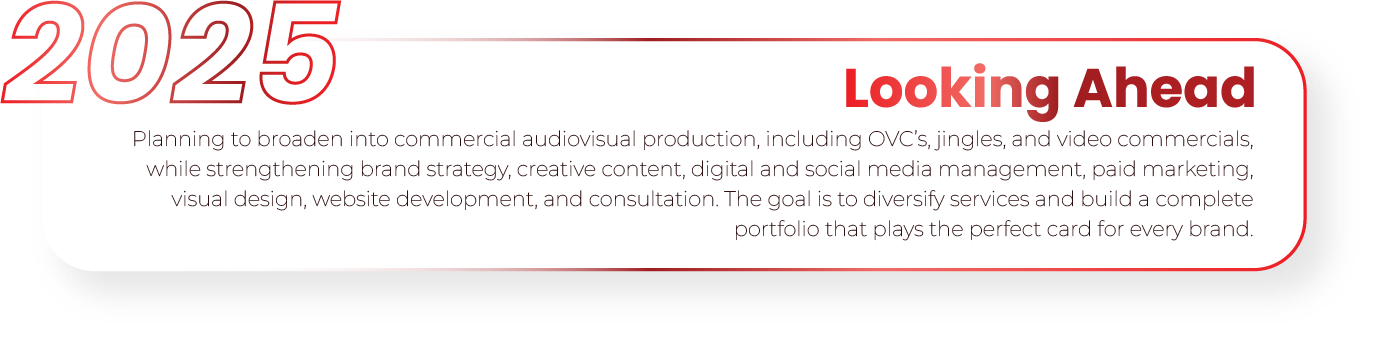 2025
Looking Ahead
Planning to broaden into commercial audiovisual production, including OVC’s, jingles, and video commercials,
while strengthening brand strategy, creative content, digital and social media management, paid marketing,
visual design, website development, and consultation. The goal is to diversify services and build a complete
portfolio that plays the perfect card for every brand.